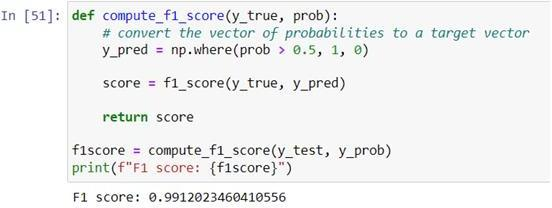 In [51]: def compute_f1_score(y_true, prob):
# convert the vector of probabilities to a target vector
y_pred = np.where(prob > 0.5, 1, 0)
score = f1_score(y_true, y_pred)
return score
f1score = compute_f1_score(y_test, y_prob)
print(f"F1 score: {f1score}")
F1 score: 0.9912023460410556